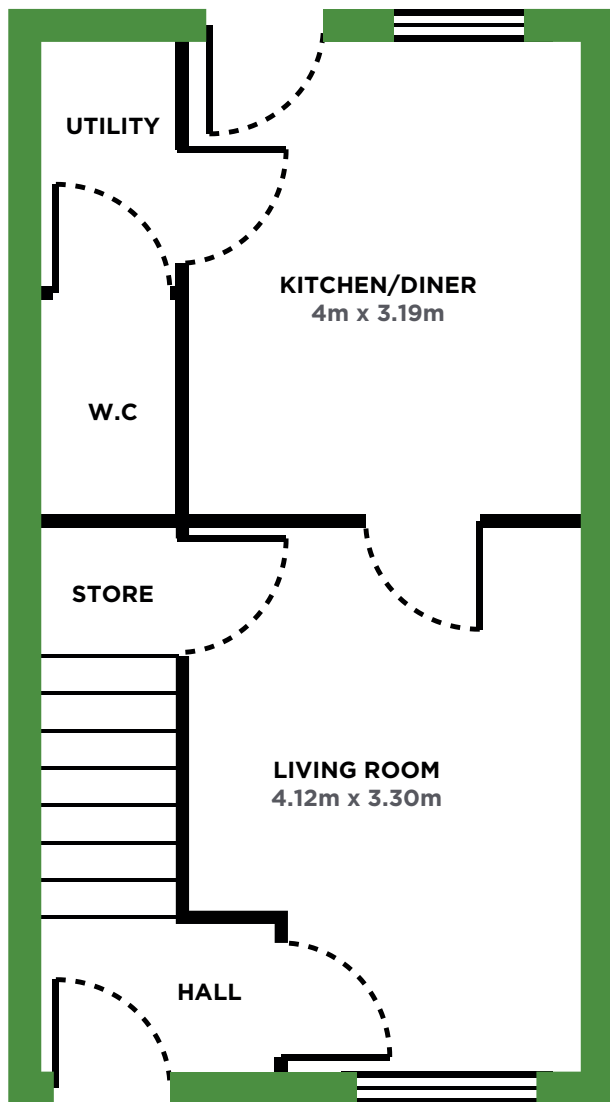 UTILITY
KITCHEN/DINER
4m x 3.19m
W.C
STORE
LIVING ROOM
4.12m x 3.30m
HALL